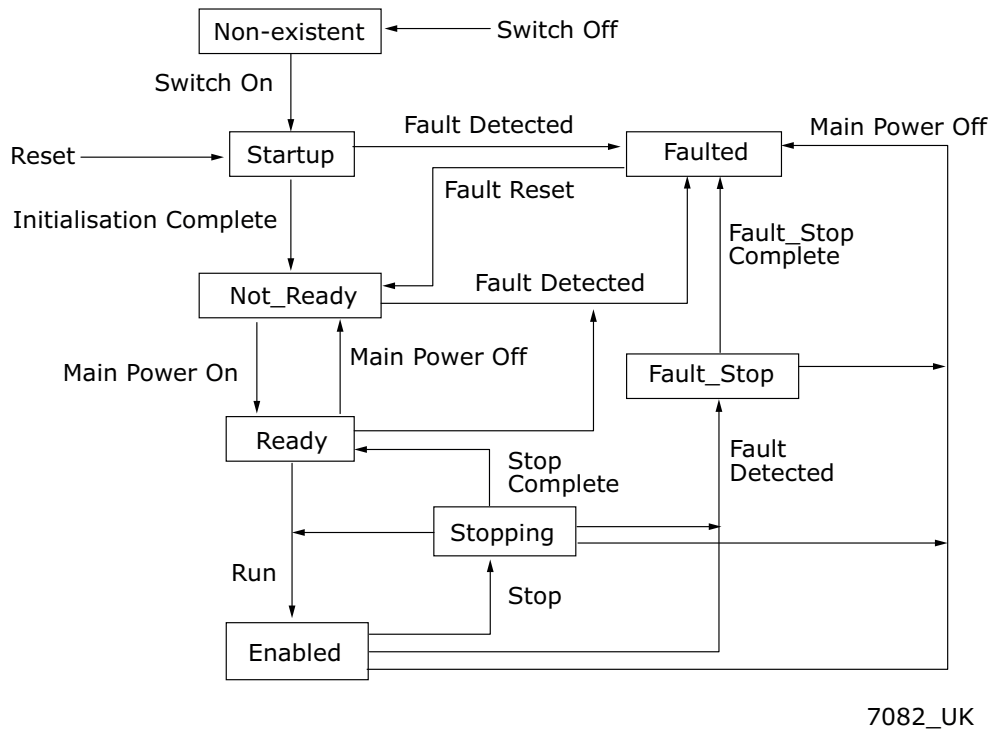 Non-existent
Switch Off
Switch On
Fault Detected
Main Power Off
Reset
Startup
Faulted
Fault Reset
Initialisation Complete
Fault_Stop
Complete
Fault Detected
Not_Ready
Main Power Off
Main Power On
Fault_Stop
Ready
Stop
Complete
Fault
Detected
Stopping
Run
Stop
Enabled
7082_UK